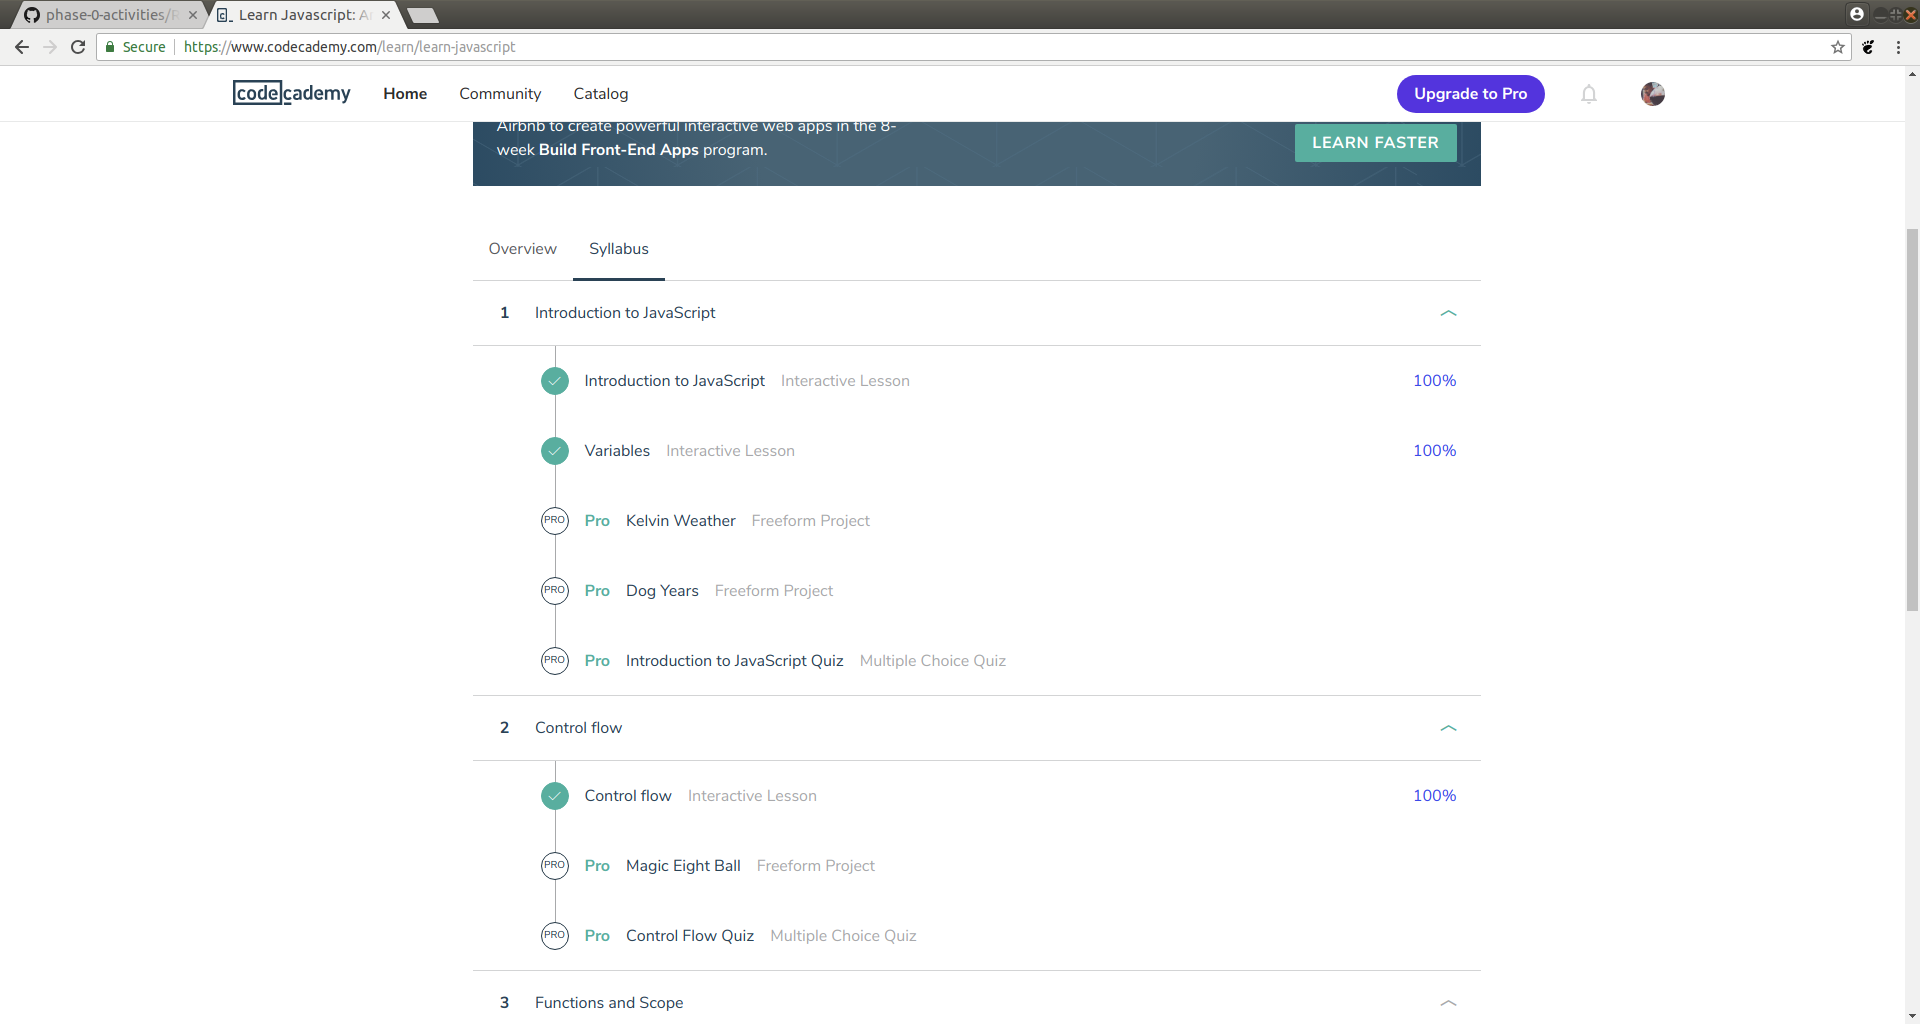 phase-0-activities/R
Learn Javascript: A
Secure https://www.codecademy.com/learn/learn-javascript
codecademy Home Community Catalog Upgrade to Pro
Airbnb to create powerful interactive web apps in the 8-
week Build Front-End Apps program.
LEARN FASTER
Overview Syllabus
1 Introduction to JavaScript
Introduction to JavaScript Interactive Lesson 100%
Variables Interactive Lesson 100%
PRO Pro Kelvin Weather Freeform Project
PRO Pro Dog Years Freeform Project
PRO Pro Introduction to JavaScript Quiz Multiple Choice Quiz
2 Control flow
Control flow Interactive Lesson 100%
PRO Pro Magic Eight Ball Freeform Project
PRO Pro Control Flow Quiz Multiple Choice Quiz
3 Functions and Scope